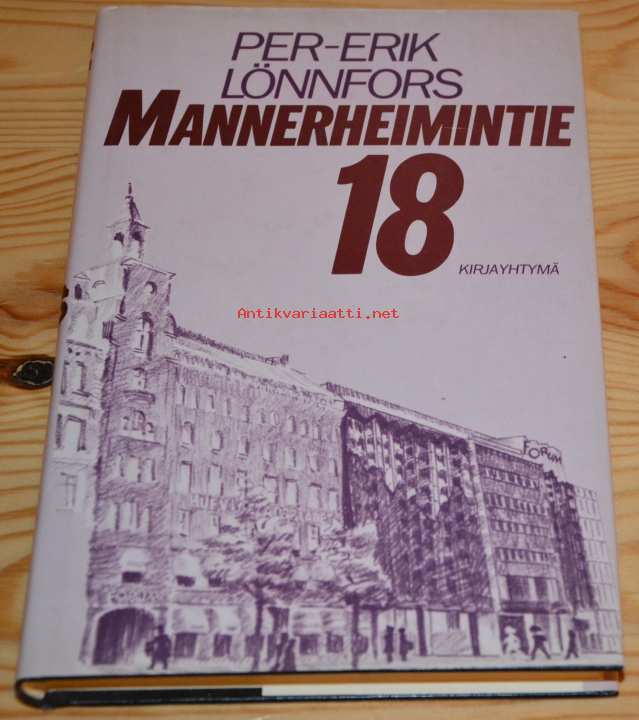 PER-ERIK
LÖNNFORS
MANNERHEIMINTIE
18
KIRJAYHTYMÄ
Antikvariaatti.net
FORUM